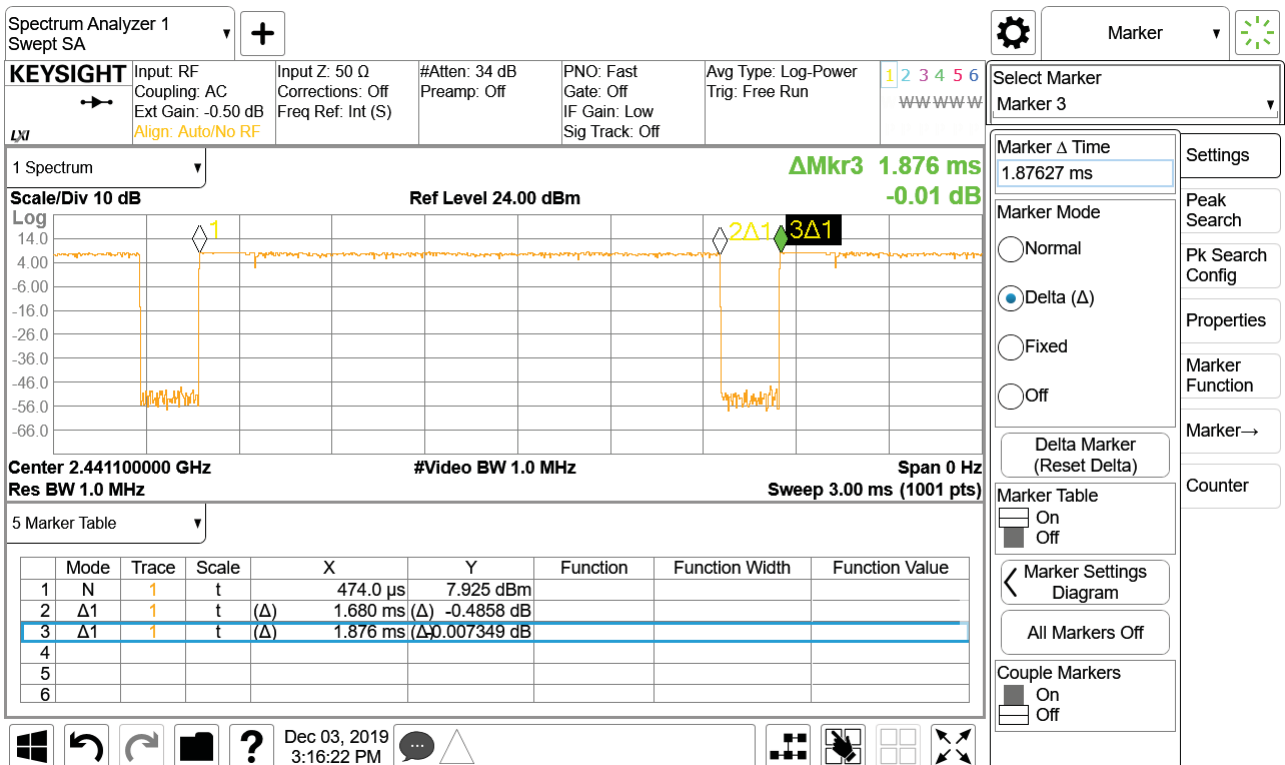 Spectrum Analyzer 1
Swept SA
Marker
KEYSIGHT
LXI
Input: RF
Coupling: AC
Ext Gain: -0.50 dB
Align: Auto/No RF
Input Z: 50 Ω
Corrections: Off
Freq Ref: Int (S)
#Atten: 34 dB
Preamp: Off
PNO: Fast
Gate: Off
IF Gain: Low
Sig Track: Off
Avg Type: Log-Power
Trig: Free Run
1 2 3 4 5 6
W W W W W
Select Marker
Marker 3
1 Spectrum
ΔMkr3 1.876 ms
-0.01 dB
Scale/Div 10 dB
Ref Level 24.00 dBm
Log
14.0
4.00
-6.00
-16.0
-26.0
-36.0
-46.0
-56.0
-66.0
1
2Δ1
3Δ1
Center 2.441100000 GHz
#Video BW 1.0 MHz
Span 0 Hz
Res BW 1.0 MHz
Sweep 3.00 ms (1001 pts)
5 Marker Table
Mode Trace Scale X Y Function Function Width Function Value
1 N 1 t 474.0 µs 7.925 dBm
2 Δ1 1 t (Δ) 1.680 ms (Δ) -0.4858 dB
3 Δ1 1 t (Δ) 1.876 ms (Δ)-0.007349 dB
4
5
6
Marker Δ Time
1.87627 ms
Marker Mode
Normal
Delta (Δ)
Fixed
Off
Delta Marker
(Reset Delta)
Marker Table
On
Off
Marker Settings
Diagram
All Markers Off
Couple Markers
On
Off
Settings
Peak
Search
Pk Search
Config
Properties
Marker
Function
Marker→
Counter
?
Dec 03, 2019
3:16:22 PM